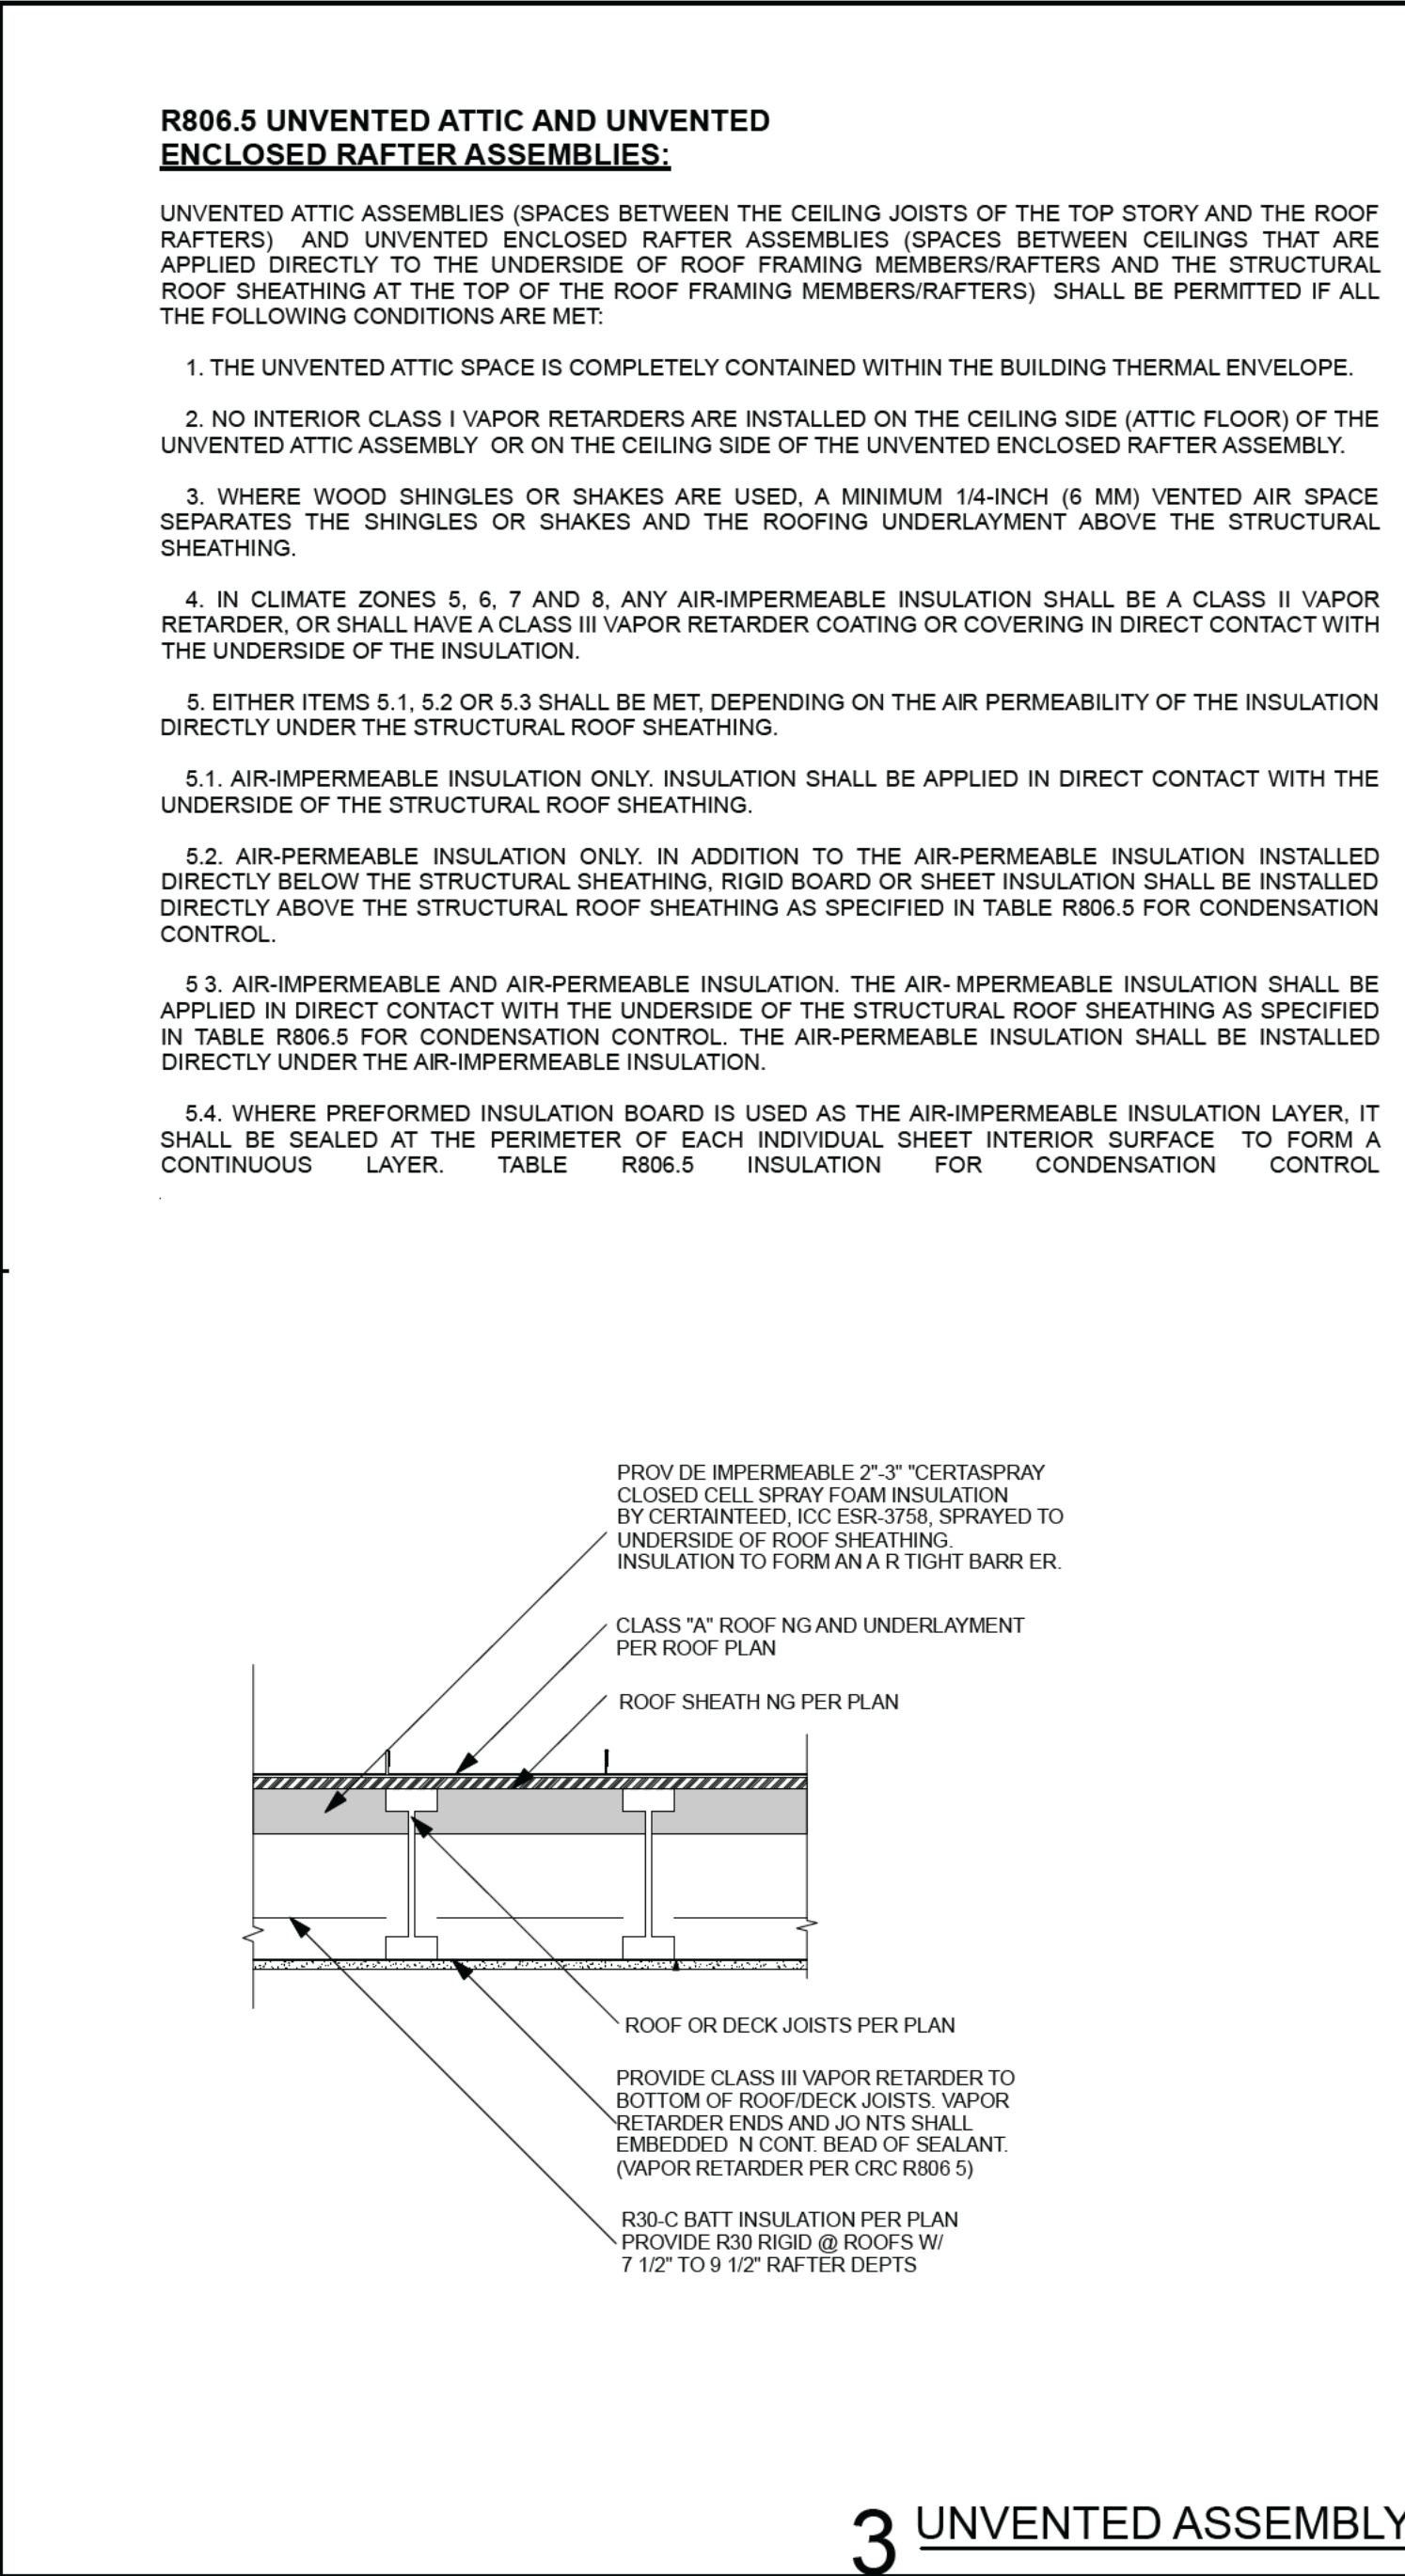 R806.5 UNVENTED ATTIC AND UNVENTED
ENCLOSED RAFTER ASSEMBLIES:
UNVENTED ATTIC ASSEMBLIES (SPACES BETWEEN THE CEILING JOISTS OF THE TOP STORY AND THE ROOF
RAFTERS) AND UNVENTED ENCLOSED RAFTER ASSEMBLIES (SPACES BETWEEN CEILINGS THAT ARE
APPLIED DIRECTLY TO THE UNDERSIDE OF ROOF FRAMING MEMBERS/RAFTERS AND THE STRUCTURAL
ROOF SHEATHING AT THE TOP OF THE ROOF FRAMING MEMBERS/RAFTERS) SHALL BE PERMITTED IF ALL
THE FOLLOWING CONDITIONS ARE MET:
1. THE UNVENTED ATTIC SPACE IS COMPLETELY CONTAINED WITHIN THE BUILDING THERMAL ENVELOPE.
2. NO INTERIOR CLASS I VAPOR RETARDERS ARE INSTALLED ON THE CEILING SIDE (ATTIC FLOOR) OF THE
UNVENTED ATTIC ASSEMBLY OR ON THE CEILING SIDE OF THE UNVENTED ENCLOSED RAFTER ASSEMBLY.
3. WHERE WOOD SHINGLES OR SHAKES ARE USED, A MINIMUM 1/4-INCH (6 MM) VENTED AIR SPACE
SEPARATES THE SHINGLES OR SHAKES AND THE ROOFING UNDERLAYMENT ABOVE THE STRUCTURAL
SHEATHING.
4. IN CLIMATE ZONES 5, 6, 7 AND 8, ANY AIR-IMPERMEABLE INSULATION SHALL BE A CLASS II VAPOR
RETARDER, OR SHALL HAVE A CLASS III VAPOR RETARDER COATING OR COVERING IN DIRECT CONTACT WITH
THE UNDERSIDE OF THE INSULATION.
5. EITHER ITEMS 5.1, 5.2 OR 5.3 SHALL BE MET, DEPENDING ON THE AIR PERMEABILITY OF THE INSULATION
DIRECTLY UNDER THE STRUCTURAL ROOF SHEATHING.
5.1. AIR-IMPERMEABLE INSULATION ONLY. INSULATION SHALL BE APPLIED IN DIRECT CONTACT WITH THE
UNDERSIDE OF THE STRUCTURAL ROOF SHEATHING.
5.2. AIR-PERMEABLE INSULATION ONLY. IN ADDITION TO THE AIR-PERMEABLE INSULATION INSTALLED
DIRECTLY BELOW THE STRUCTURAL SHEATHING, RIGID BOARD OR SHEET INSULATION SHALL BE INSTALLED
DIRECTLY ABOVE THE STRUCTURAL ROOF SHEATHING AS SPECIFIED IN TABLE R806.5 FOR CONDENSATION
CONTROL.
5 3. AIR-IMPERMEABLE AND AIR-PERMEABLE INSULATION. THE AIR- MPERMEABLE INSULATION SHALL BE
APPLIED IN DIRECT CONTACT WITH THE UNDERSIDE OF THE STRUCTURAL ROOF SHEATHING AS SPECIFIED
IN TABLE R806.5 FOR CONDENSATION CONTROL. THE AIR-PERMEABLE INSULATION SHALL BE INSTALLED
DIRECTLY UNDER THE AIR-IMPERMEABLE INSULATION.
5.4. WHERE PREFORMED INSULATION BOARD IS USED AS THE AIR-IMPERMEABLE INSULATION LAYER, IT
SHALL BE SEALED AT THE PERIMETER OF EACH INDIVIDUAL SHEET INTERIOR SURFACE TO FORM A
CONTINUOUS LAYER. TABLE R806.5 INSULATION FOR CONDENSATION CONTROL
.
PROV DE IMPERMEABLE 2"-3" "CERTASPRAY
CLOSED CELL SPRAY FOAM INSULATION
BY CERTAINTEED, ICC ESR-3758, SPRAYED TO
UNDERSIDE OF ROOF SHEATHING.
INSULATION TO FORM AN A R TIGHT BARR ER.
CLASS "A" ROOF NG AND UNDERLAYMENT
PER ROOF PLAN
ROOF SHEATH NG PER PLAN
ROOF OR DECK JOISTS PER PLAN
PROVIDE CLASS III VAPOR RETARDER TO
BOTTOM OF ROOF/DECK JOISTS. VAPOR
RETARDER ENDS AND JO NTS SHALL
EMBEDDED N CONT. BEAD OF SEALANT.
(VAPOR RETARDER PER CRC R806 5)
R30-C BATT INSULATION PER PLAN
PROVIDE R30 RIGID @ ROOFS W/
7 1/2" TO 9 1/2" RAFTER DEPTS
3 UNVENTED ASSEMBLY